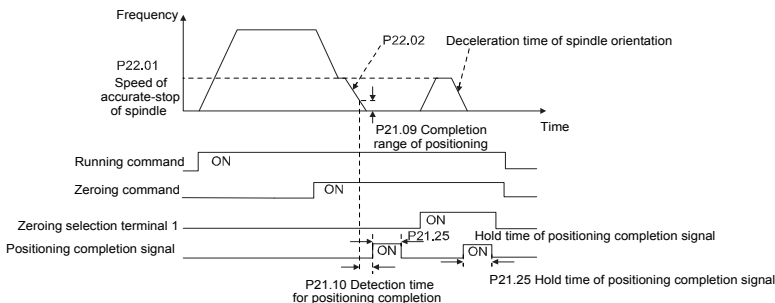 Frequency
P22.02
Deceleration time of spindle orientation
P22.01
Speed of
accurate-stop
of spindle
Time
P21.09 Completion
range of positioning
Running command
ON
Zeroing command
ON
Zeroing selection terminal 1
ON
P21.25
Hold time of positioning completion signal
Positioning completion signal
ON
ON
P21.10 Detection time
for positioning completion
P21.25 Hold time of positioning completion signal